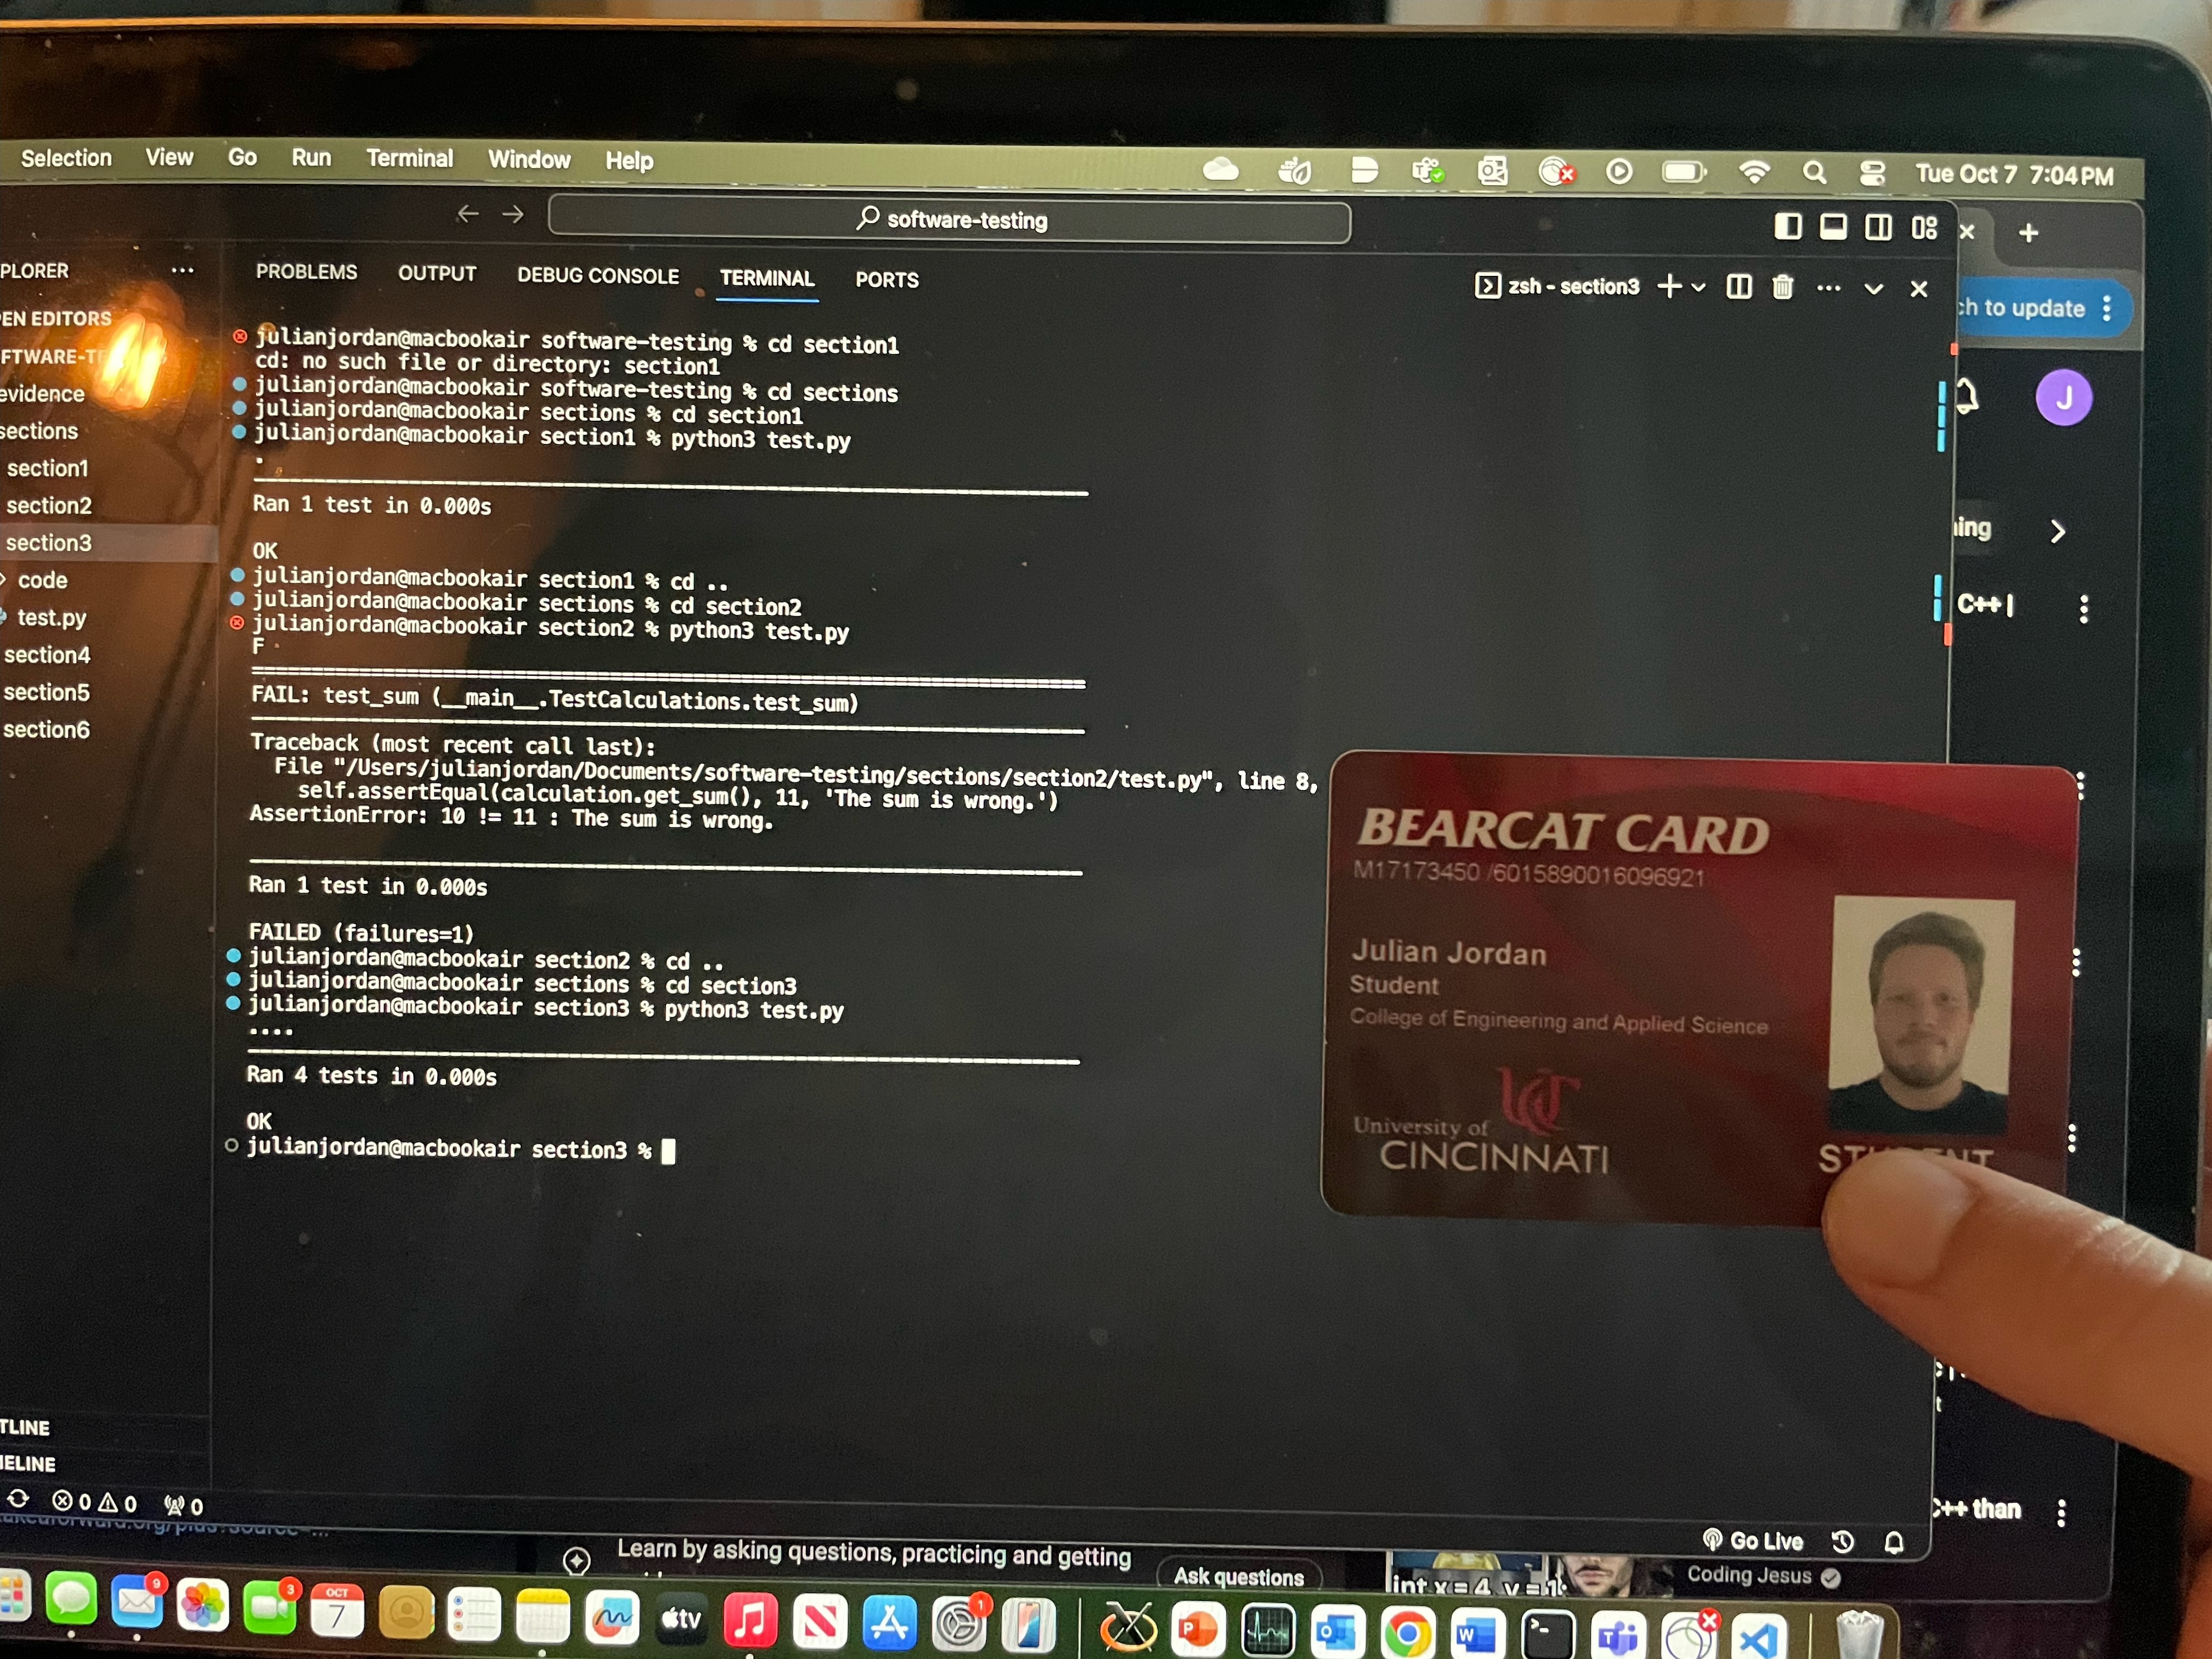 Selection View Go Run Terminal Window Help Tue Oct 7 7:04 PM
software-testing
PROBLEMS OUTPUT DEBUG CONSOLE TERMINAL PORTS zsh - section3
PLORER
EN EDITORS
FTWARE-TE
evidence
sections
section1
section2
section3
code
test.py
section4
section5
section6
TLINE
IELINE
julianjordan@macbookair software-testing % cd section1
cd: no such file or directory: section1
julianjordan@macbookair software-testing % cd sections
julianjordan@macbookair sections % cd section1
julianjordan@macbookair section1 % python3 test.py
.
----------------------------------------------------------------------
Ran 1 test in 0.000s
OK
julianjordan@macbookair section1 % cd ..
julianjordan@macbookair sections % cd section2
julianjordan@macbookair section2 % python3 test.py
F
======================================================================
FAIL: test_sum (__main__.TestCalculations.test_sum)
----------------------------------------------------------------------
Traceback (most recent call last):
File "/Users/julianjordan/Documents/software-testing/sections/section2/test.py", line 8,
self.assertEqual(calculation.get_sum(), 11, 'The sum is wrong.')
AssertionError: 10 != 11 : The sum is wrong.
----------------------------------------------------------------------
Ran 1 test in 0.000s
FAILED (failures=1)
julianjordan@macbookair section2 % cd ..
julianjordan@macbookair sections % cd section3
julianjordan@macbookair section3 % python3 test.py
....
----------------------------------------------------------------------
Ran 4 tests in 0.000s
OK
julianjordan@macbookair section3 %
ch to update
J
ing
C++ |
BEARCAT CARD
M17173450 /6015890016096921
Julian Jordan
Student
College of Engineering and Applied Science
University of
CINCINNATI
STUDENT
C++ than
0 0 0
Go Live
Learn by asking questions, practicing and getting
Ask questions
int x = 4, y = 1;
Coding Jesus
9
3
OCT
7
tv
1